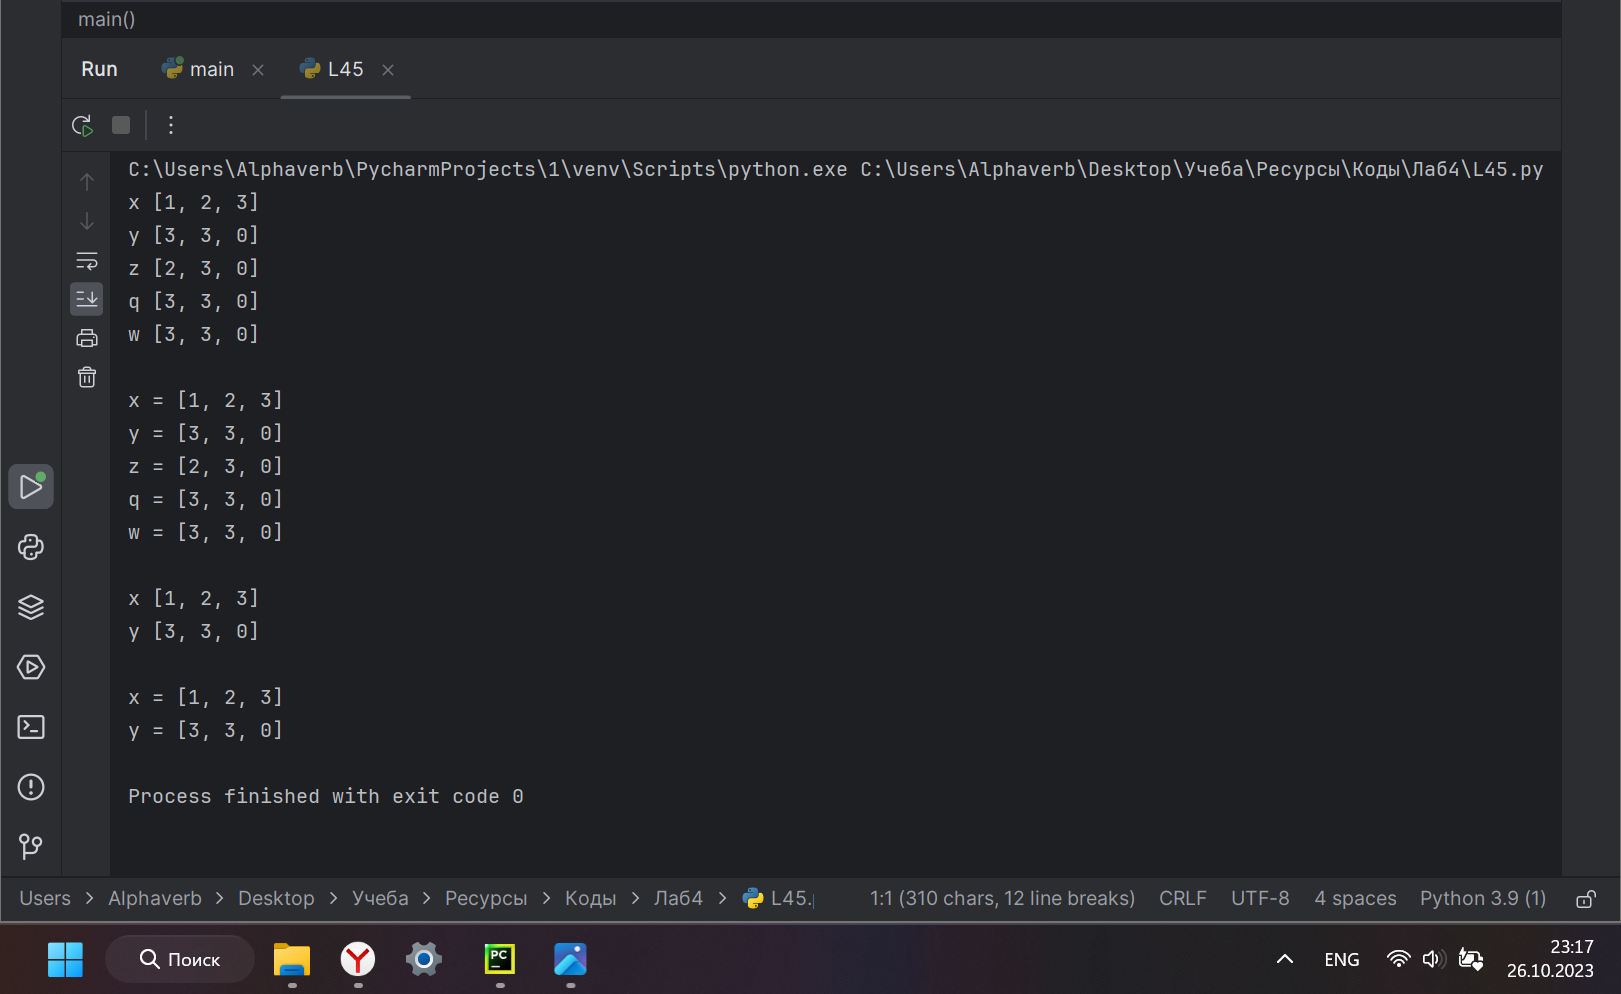 main()
Run main L45
C:\Users\Alphaverb\PycharmProjects\1\venv\Scripts\python.exe C:\Users\Alphaverb\Desktop\Учеба\Ресурсы\Коды\Лаб4\L45.py
x [1, 2, 3]
y [3, 3, 0]
z [2, 3, 0]
q [3, 3, 0]
w [3, 3, 0]
x = [1, 2, 3]
y = [3, 3, 0]
z = [2, 3, 0]
q = [3, 3, 0]
w = [3, 3, 0]
x [1, 2, 3]
y [3, 3, 0]
x = [1, 2, 3]
y = [3, 3, 0]
Process finished with exit code 0
Users > Alphaverb > Desktop > Учеба > Ресурсы > Коды > Лаб4 > L45. 1:1 (310 chars, 12 line breaks) CRLF UTF-8 4 spaces Python 3.9 (1)
Поиск PC ENG 23:17
26.10.2023